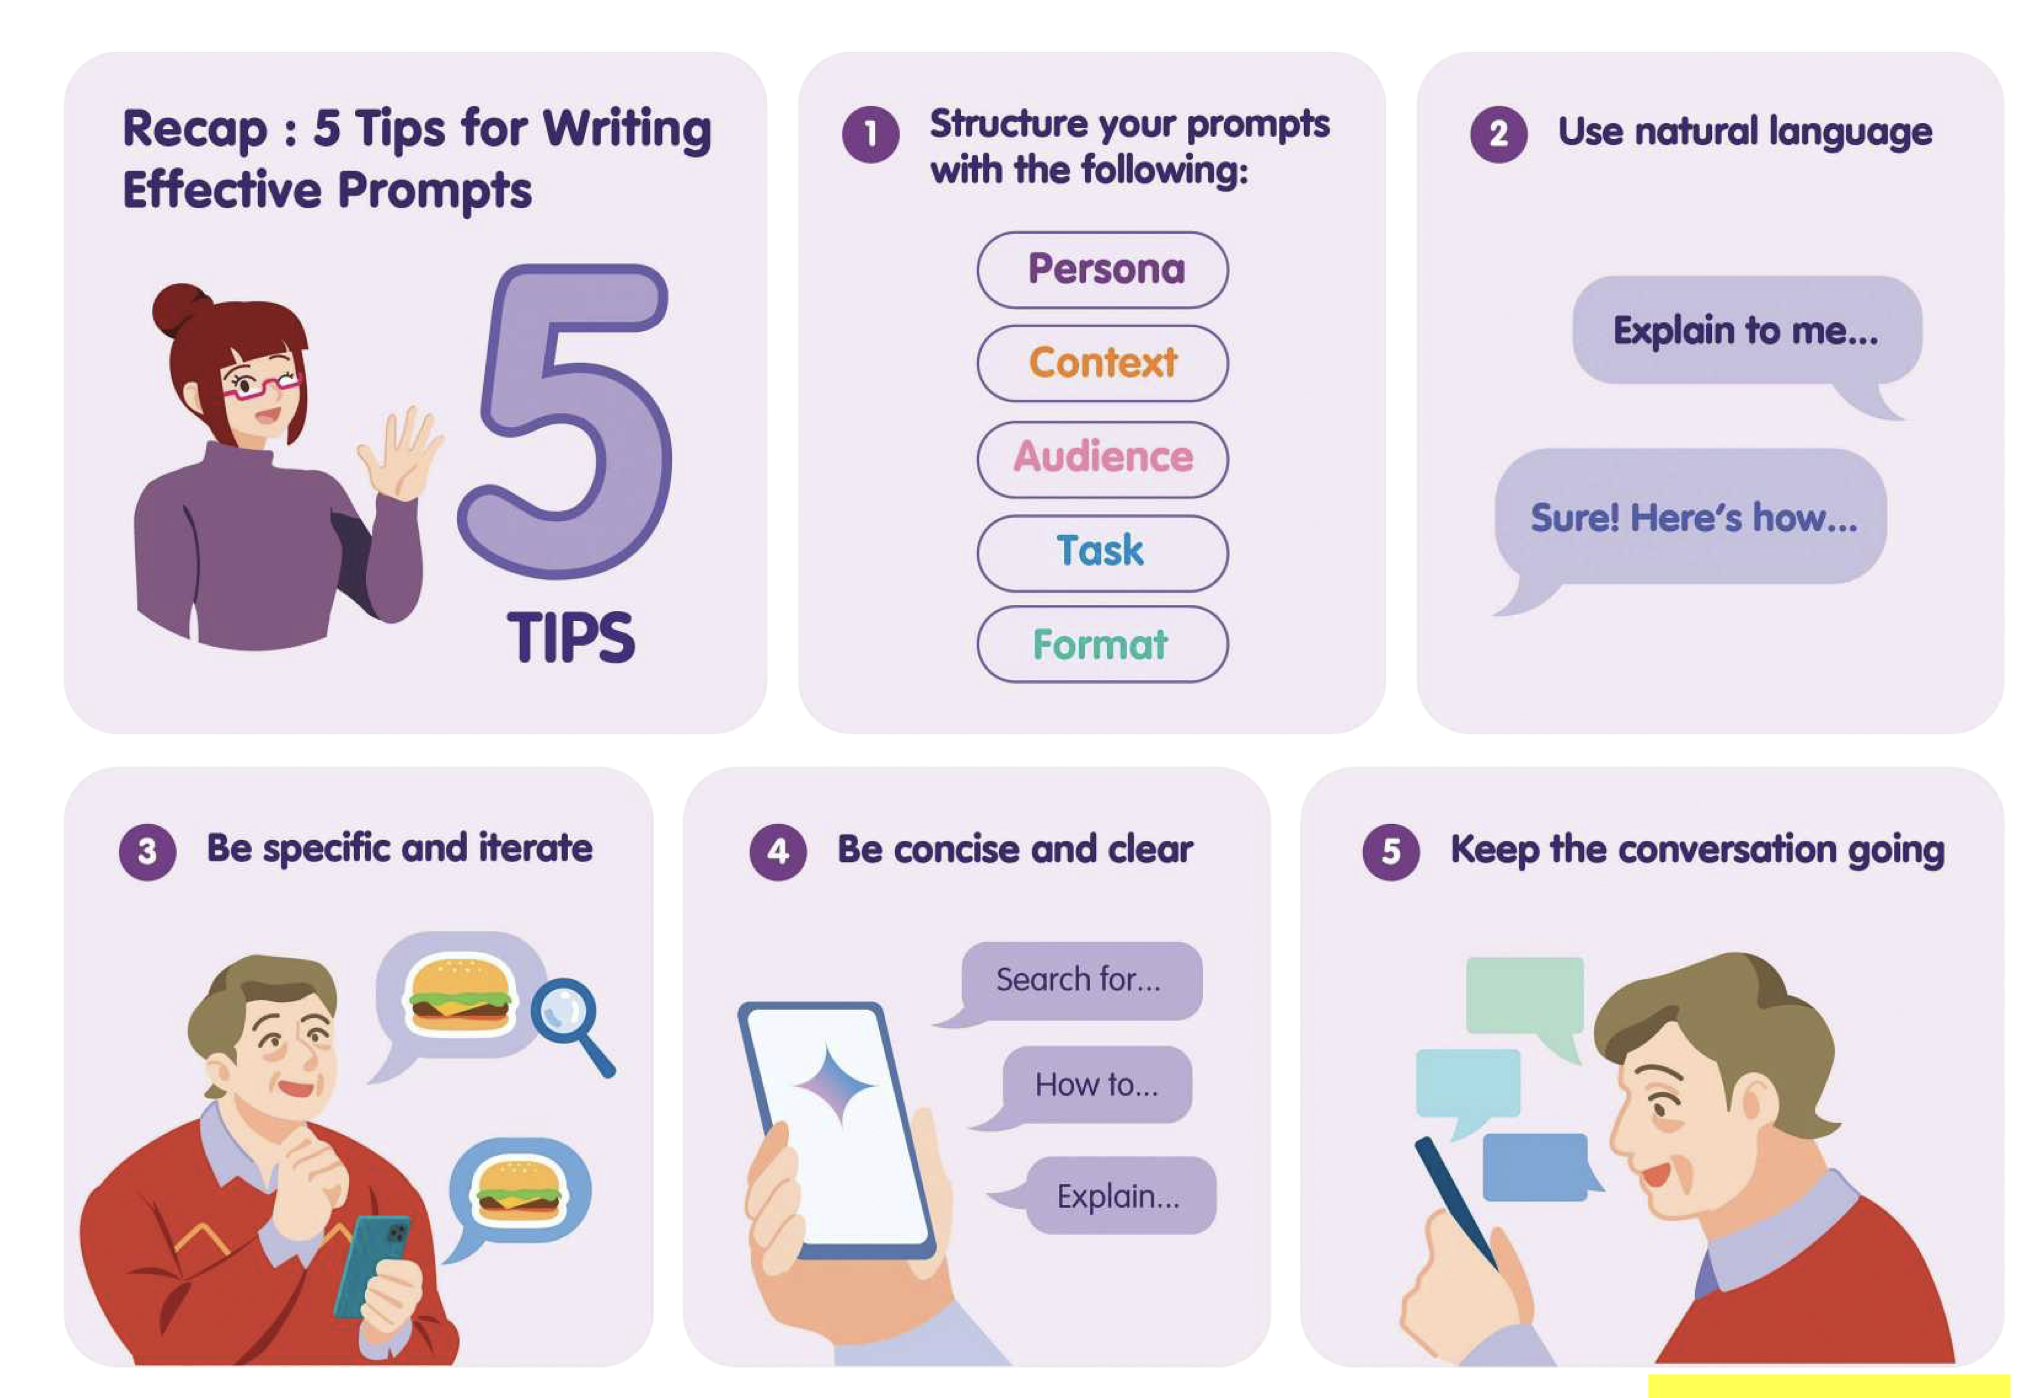 Recap : 5 Tips for Writing
Effective Prompts
5
TIPS
1
Structure your prompts
with the following:
Persona
Context
Audience
Task
Format
2
Use natural language
Explain to me...
Sure! Here's how...
3
Be specific and iterate
4
Be concise and clear
Search for...
How to...
Explain...
5
Keep the conversation going